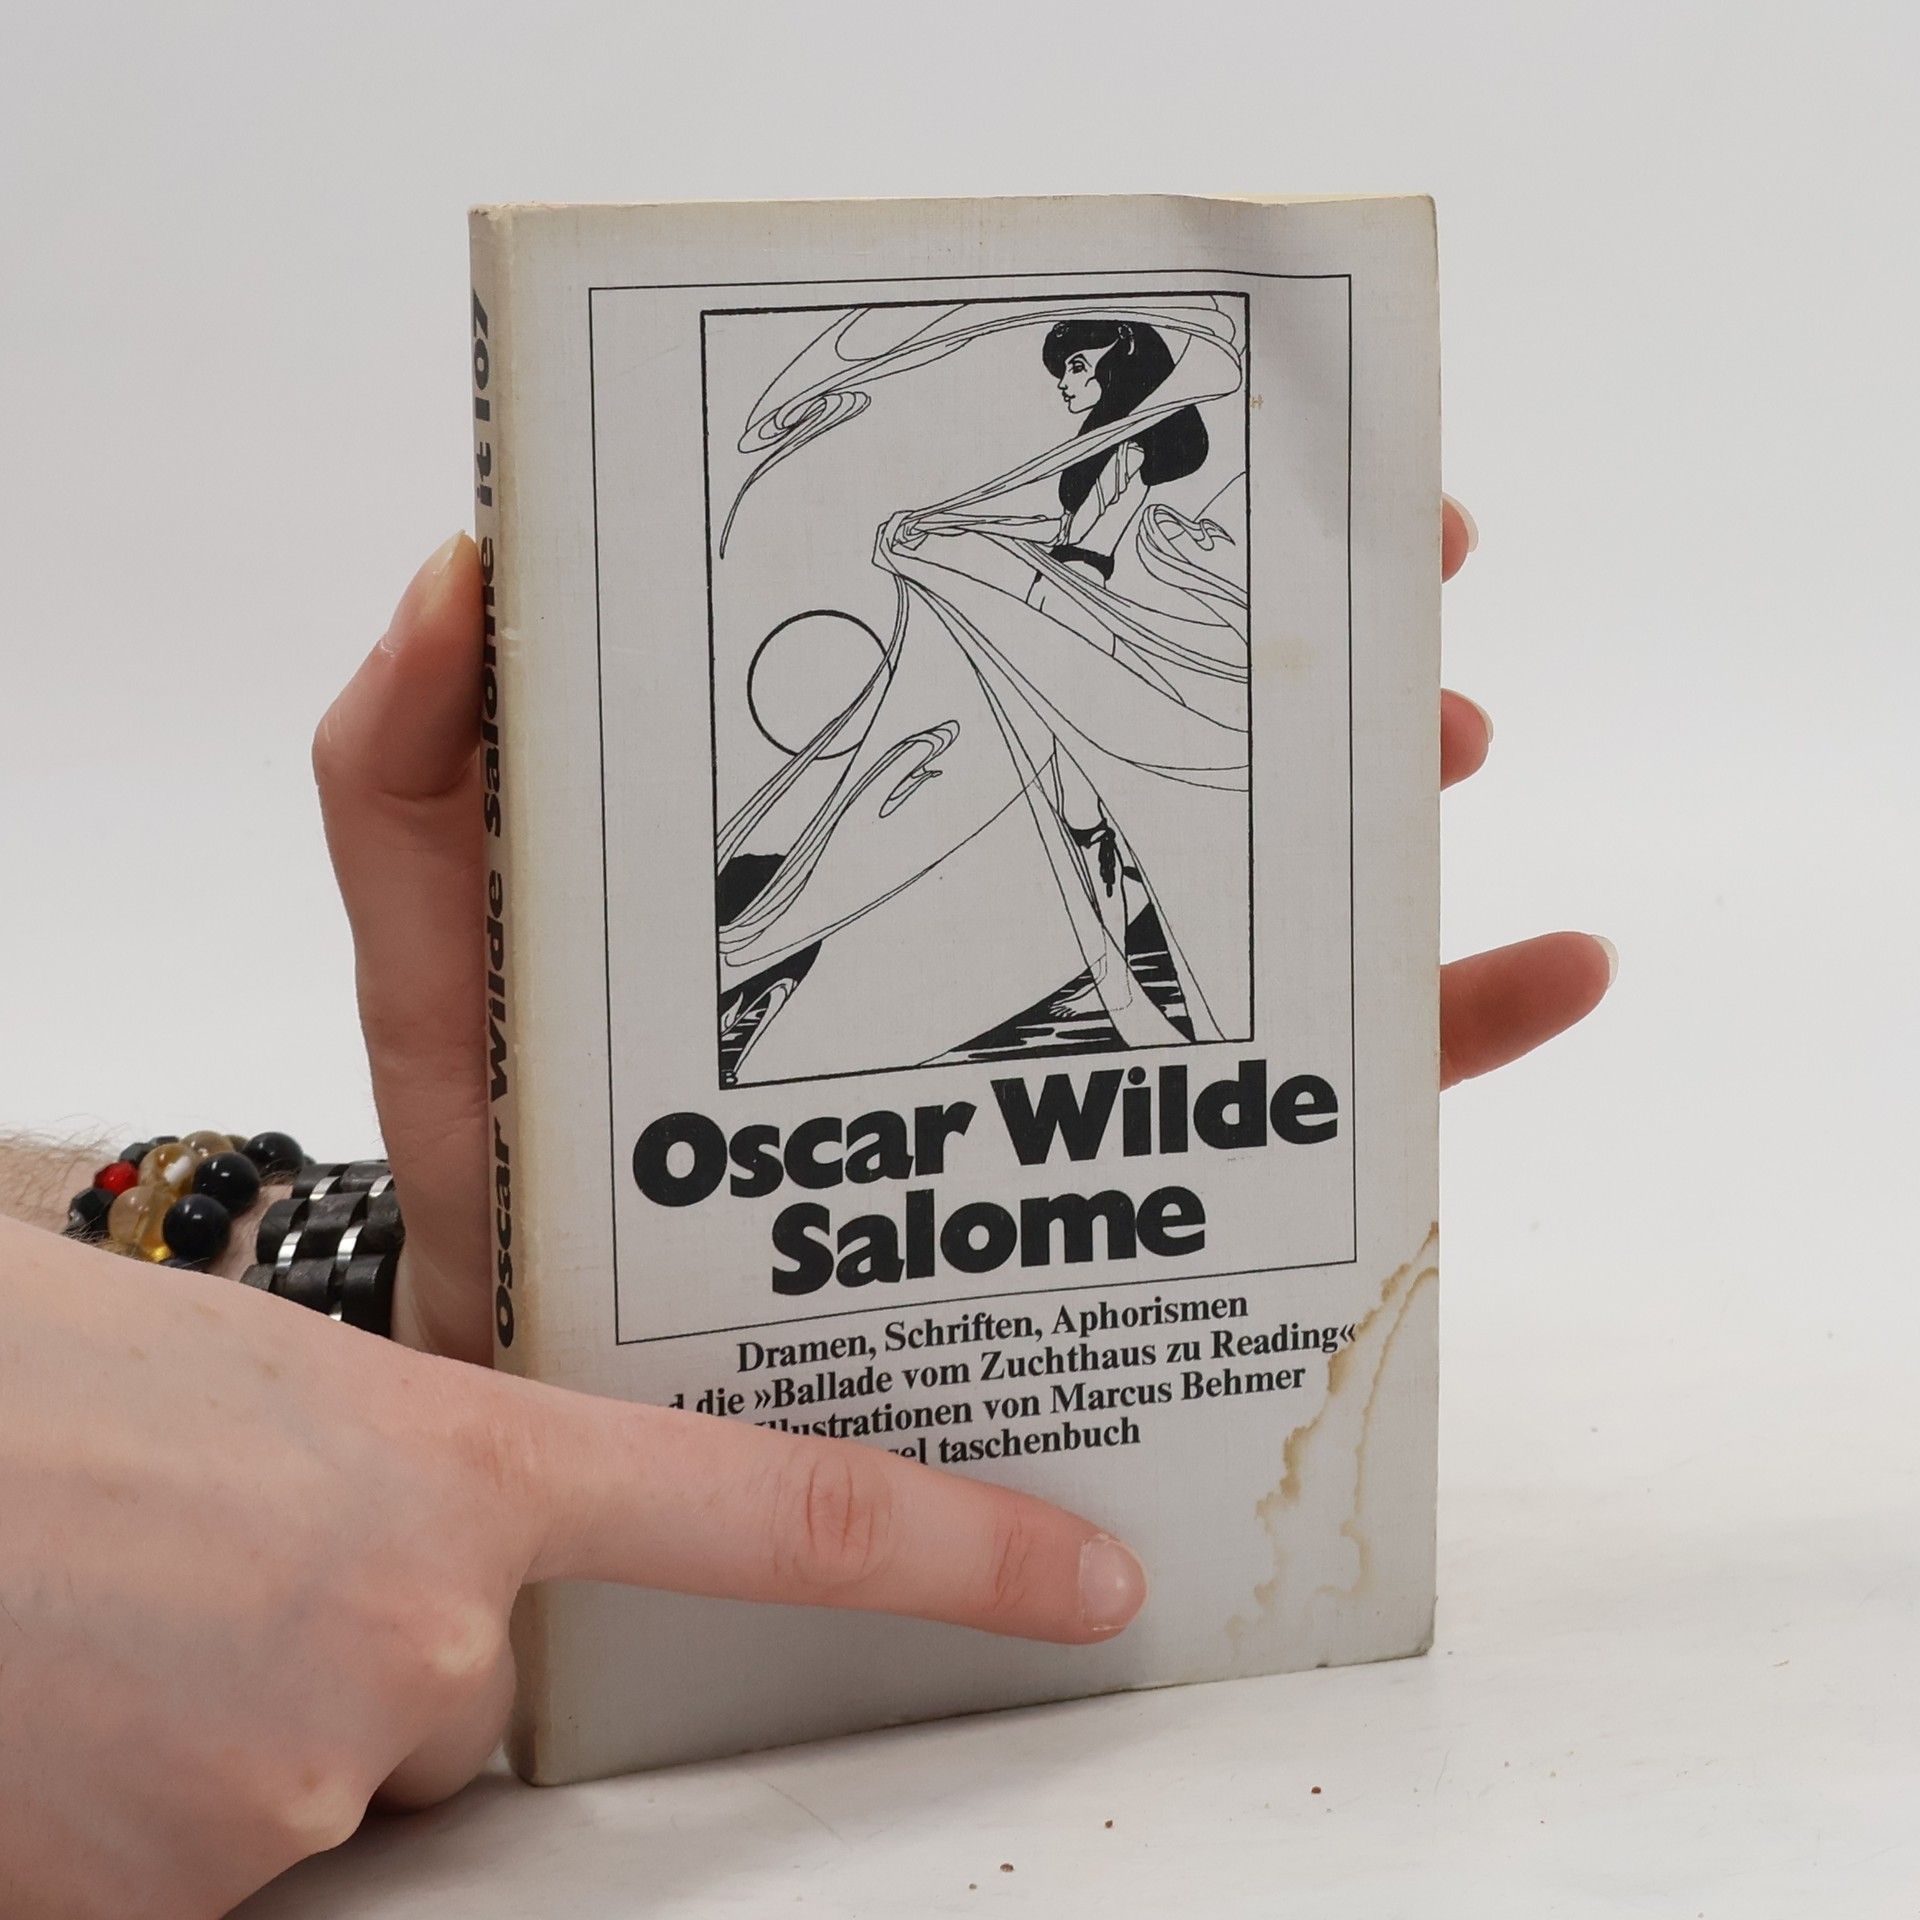 Oscar Wilde Salome it 107
B
Oscar Wilde
Salome
Dramen, Schriften, Aphorismen
die »Ballade vom Zuchthaus zu Reading«
Illustrationen von Marcus Behmer
taschenbuch